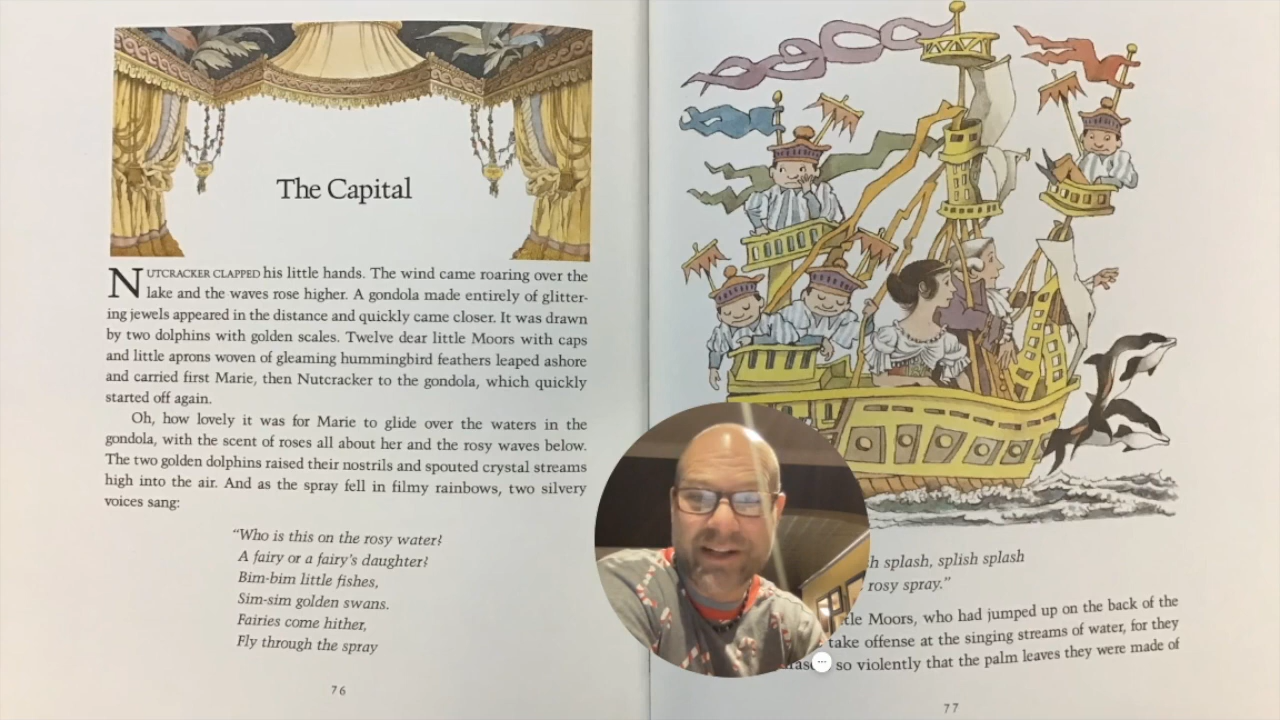 The Capital
NUTCRACKER CLAPPED his little hands. The wind came roaring over the
lake and the waves rose higher. A gondola made entirely of glitter-
ing jewels appeared in the distance and quickly came closer. It was drawn
by two dolphins with golden scales. Twelve dear little Moors with caps
and little aprons woven of gleaming hummingbird feathers leaped ashore
and carried first Marie, then Nutcracker to the gondola, which quickly
started off again.
Oh, how lovely it was for Marie to glide over the waters in the
gondola, with the scent of roses all about her and the rosy waves below.
The two golden dolphins raised their nostrils and spouted crystal streams
high into the air. And as the spray fell in filmy rainbows, two silvery
voices sang:
“Who is this on the rosy water?
A fairy or a fairy’s daughter?
Bim-bim little fishes,
Sim-sim golden swans.
Fairies come hither,
Fly through the spray
76
splash, splish splash
rosy spray.”
Moors, who had jumped up on the back of the
take offense at the singing streams of water, for they
so violently that the palm leaves they were made of
77